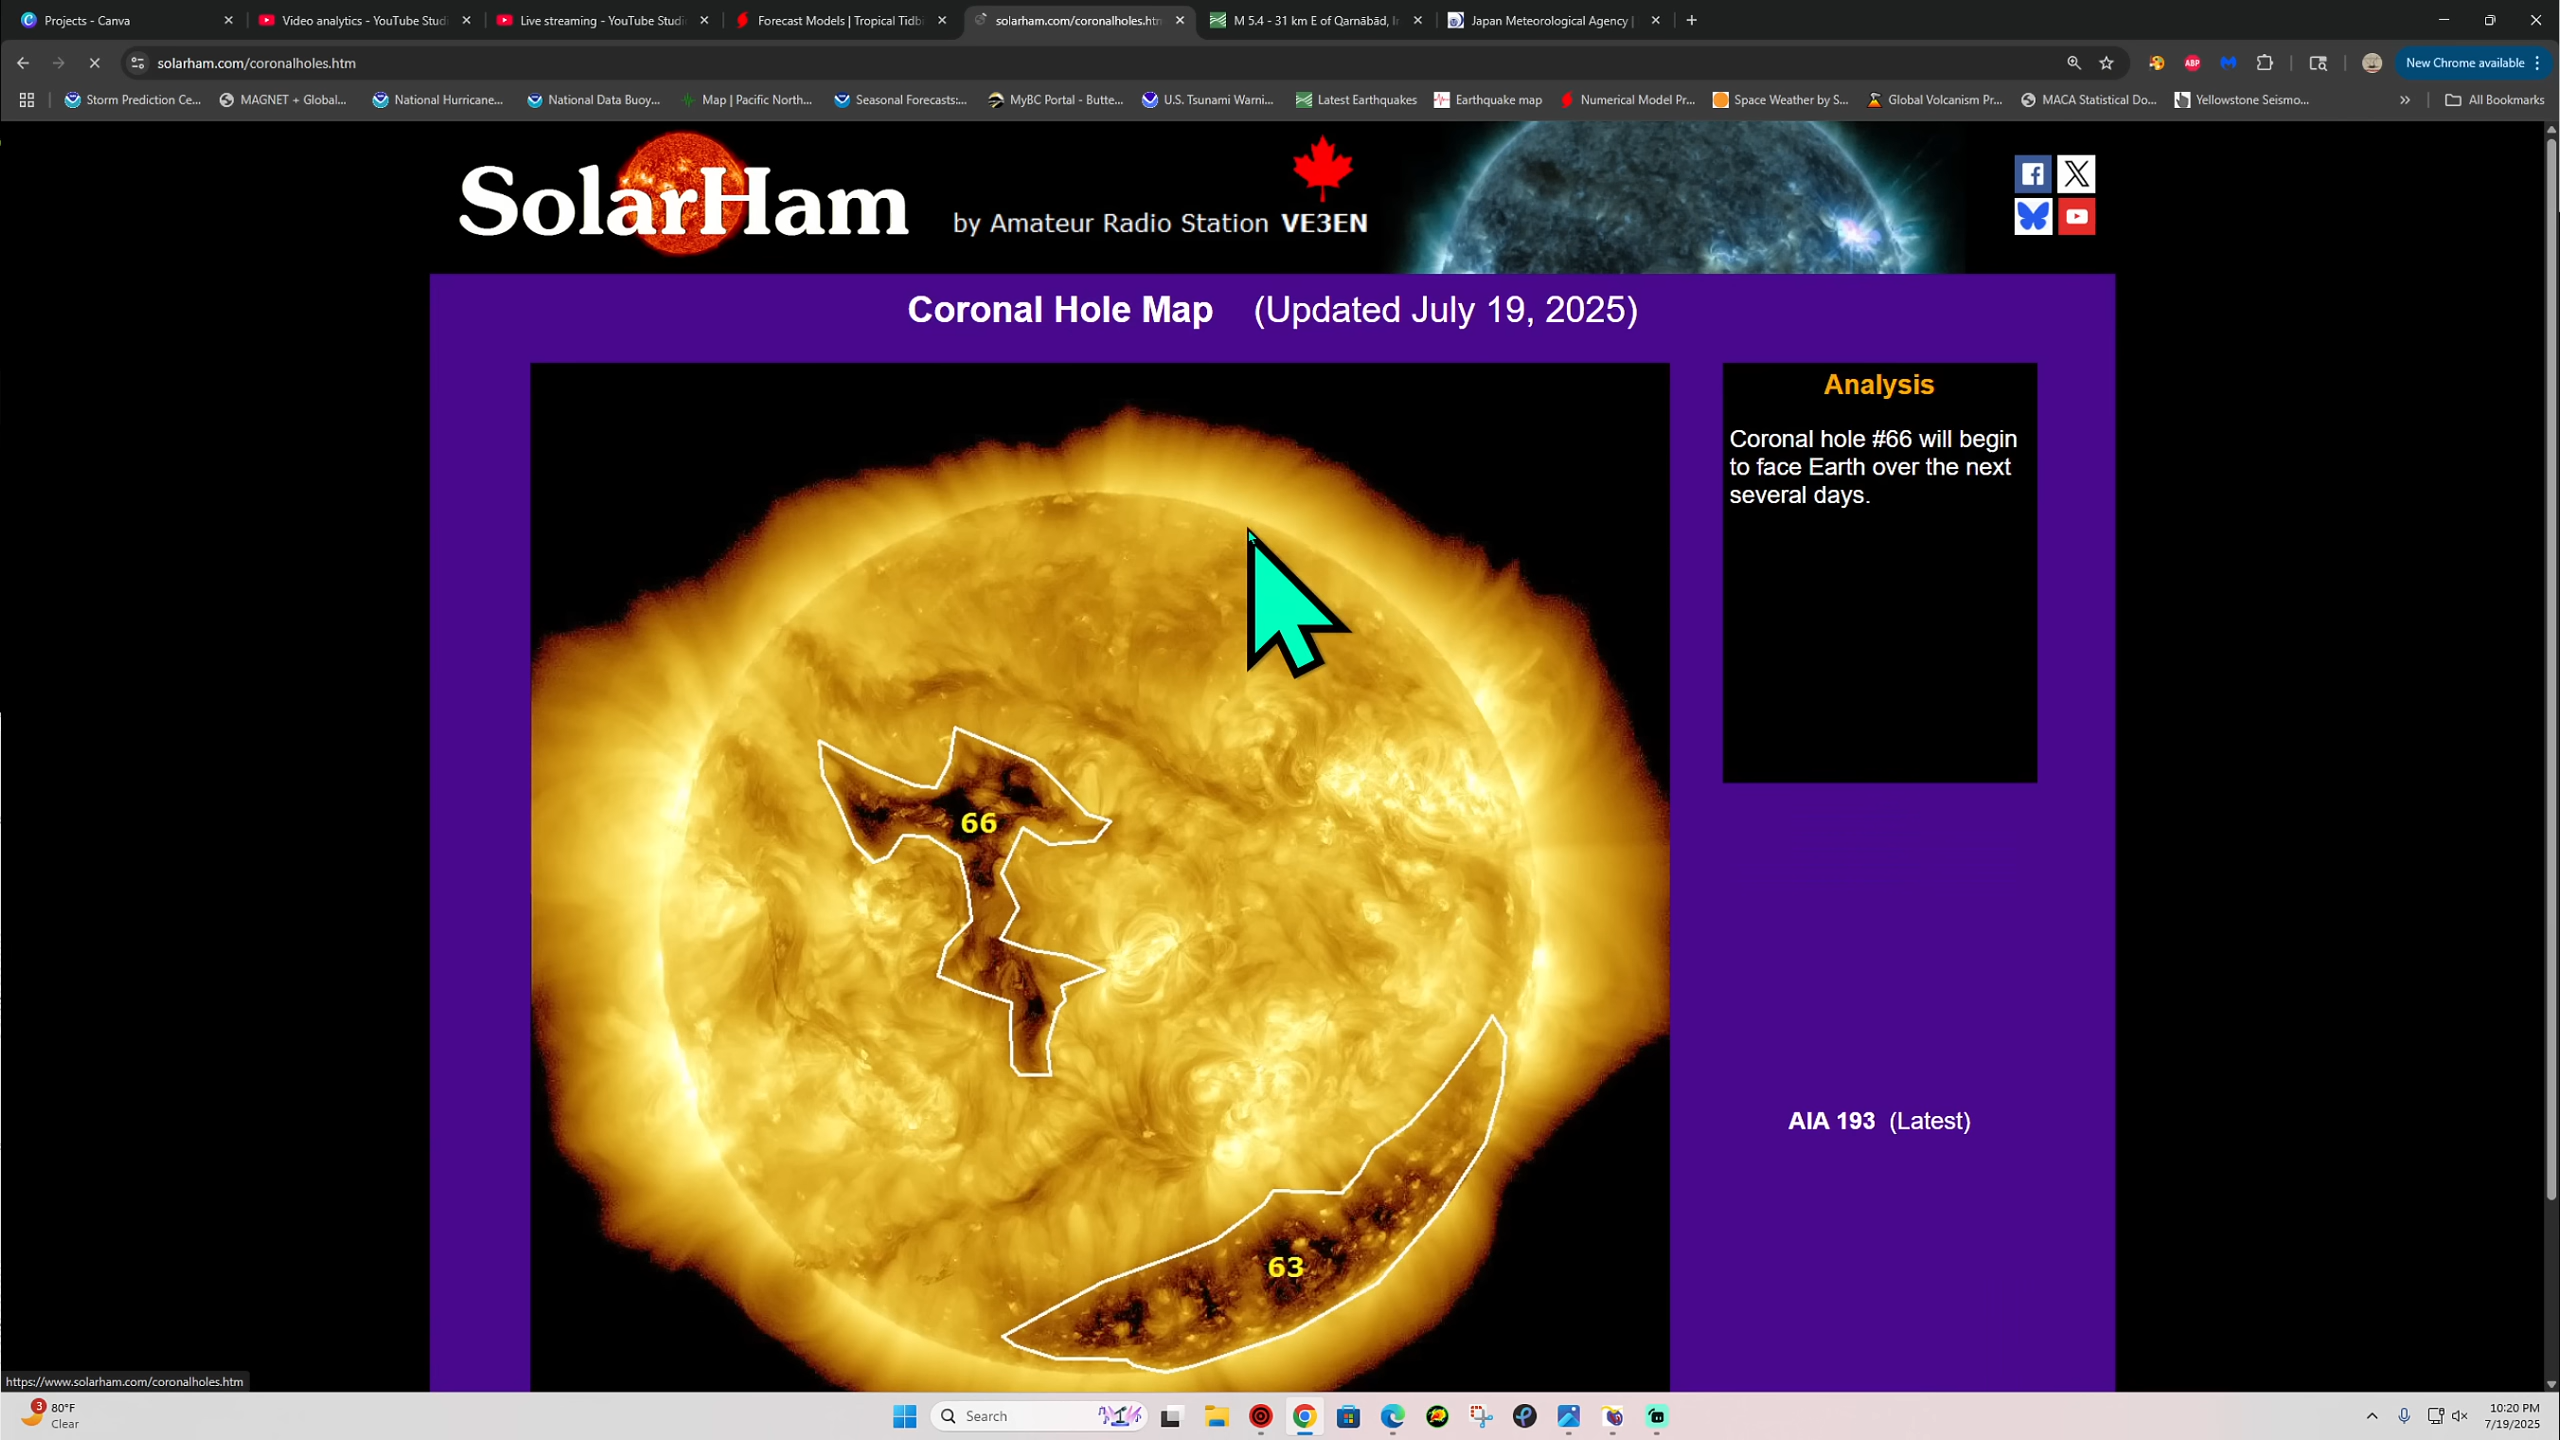 Projects - Canva
Video analytics - YouTube Studi
Live streaming - YouTube Studi
Forecast Models | Tropical Tidbi
solarham.com/coronalholes.htm
M 5.4 - 31 km E of Qarnābād, Ir
Japan Meteorological Agency |
solarham.com/coronalholes.htm
ABP
New Chrome available
Storm Prediction Ce...
MAGNET + Global...
National Hurricane...
National Data Buoy...
Map | Pacific North...
Seasonal Forecasts:...
MyBC Portal - Butte...
U.S. Tsunami Warni...
Latest Earthquakes
Earthquake map
Numerical Model Pr...
Space Weather by S...
Global Volcanism Pr...
MACA Statistical Do...
Yellowstone Seismo...
All Bookmarks
SolarHam
by Amateur Radio Station VE3EN
Coronal Hole Map (Updated July 19, 2025)
Analysis
Coronal hole #66 will begin
to face Earth over the next
several days.
66
63
AIA 193 (Latest)
https://www.solarham.com/coronalholes.htm
3
80°F
Clear
Search
10:20 PM
7/19/2025